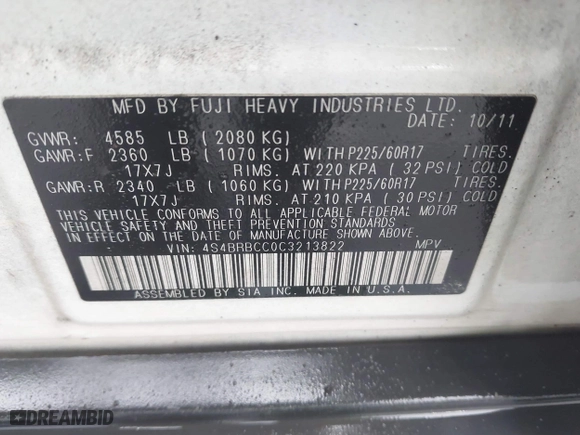 MFD BY FUJI HEAVY INDUSTRIES LTD.
DATE: 10/11
GVWR: 4585 LB ( 2080 KG)
GAWR:F 2360 LB ( 1070 KG) WITH P225/60R17 TIRES.
17X7J RIMS. AT 220 KPA ( 32 PSI) COLD
GAWR:R 2340 LB ( 1060 KG) WITH P225/60R17 TIRES.
17X7J RIMS. AT 210 KPA ( 30 PSI) COLD
THIS VEHICLE CONFORMS TO ALL APPLICABLE FEDERAL MOTOR
VEHICLE SAFETY AND THEFT PREVENTION STANDARDS
IN EFFECT ON THE DATE OF MANUFACTURE SHOWN ABOVE.
VIN: 4S4BRBCC0C3213822 MPV
ASSEMBLED BY SIA INC. MADE IN U.S.A.
DREAMBID